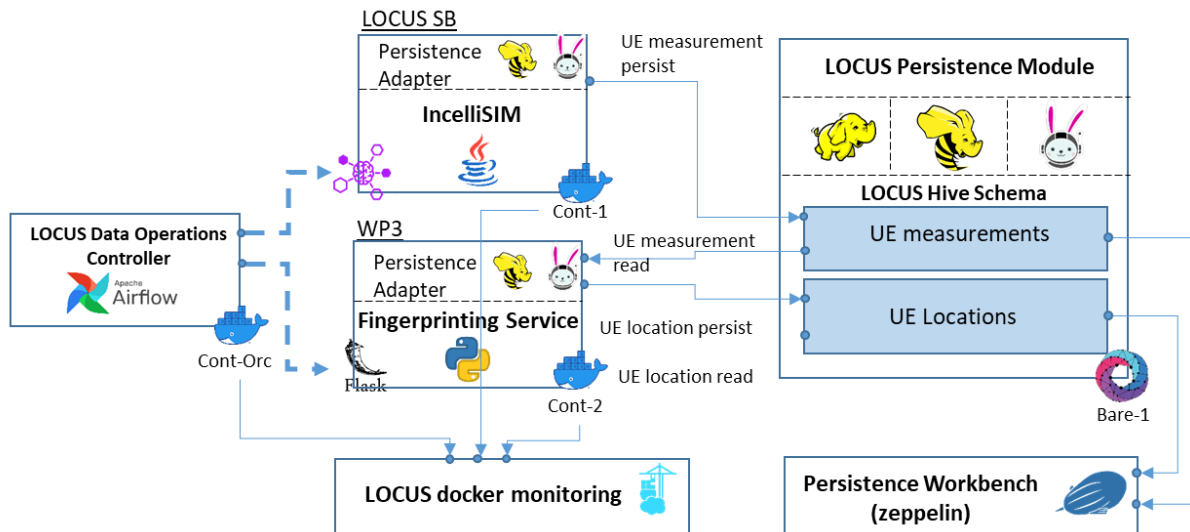 LOCUS SB
Persistence
Adapter
IncelliSIM
Cont-1
UE measurement
persist
LOCUS Persistence Module
LOCUS Hive Schema
UE measurements
UE Locations
Bare-1
LOCUS Data Operations
Controller
Apache
Airflow
Cont-Orc
WP3
Persistence
Adapter
Fingerprinting Service
Flask
Cont-2
UE measurement
read
UE location persist
UE location read
LOCUS docker monitoring
Persistence Workbench
(zeppelin)